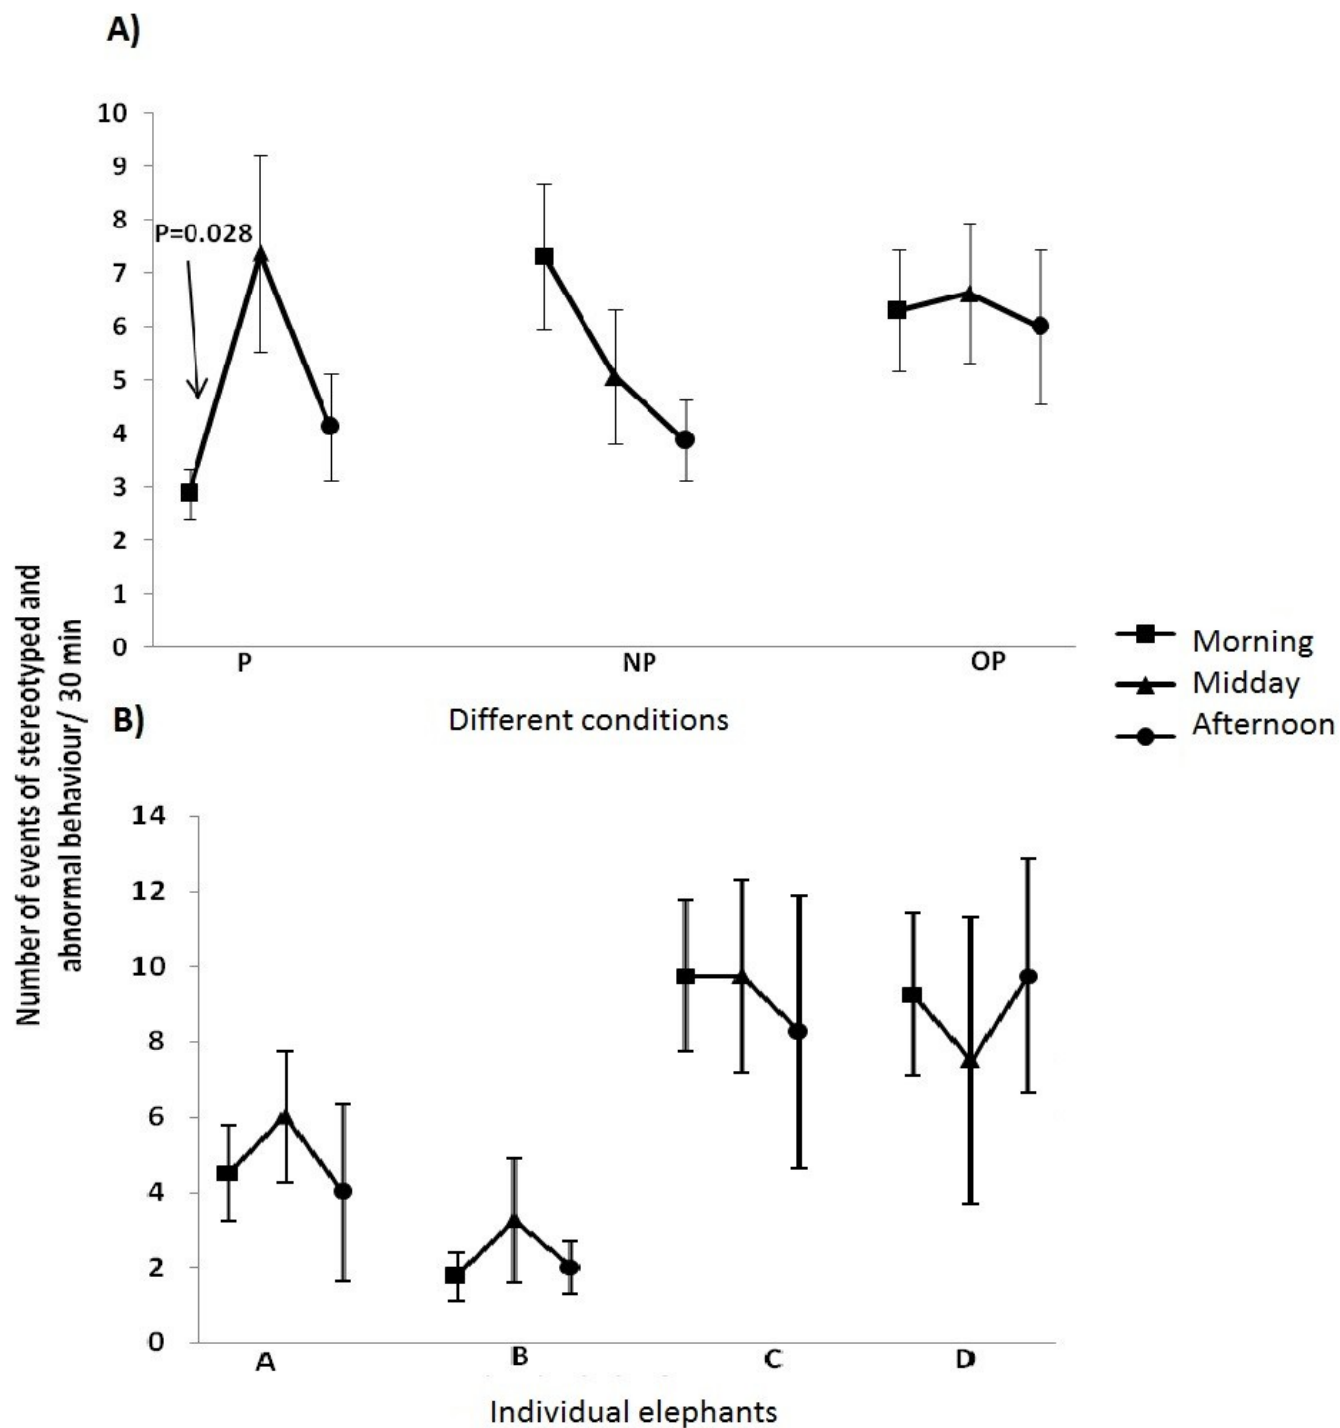 A)
10
9
8
P=0.028
7
6
5
4
3
2
1
0
P NP OP
Different conditions
Number of events of stereotyped and
abnormal behaviour/ 30 min
Morning
Midday
Afternoon
B)
14
12
10
8
6
4
2
0
A B C D
Individual elephants